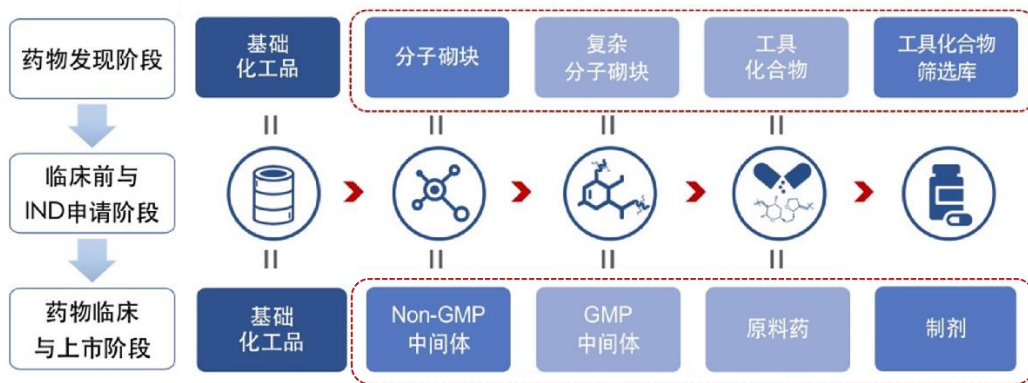 药物发现阶段
基础
化工品
分子砌块
复杂
分子砌块
工具
化合物
工具化合物
筛选库
临床前与
IND申请阶段
药物临床
与上市阶段
基础
化工品
Non-GMP
中间体
GMP
中间体
原料药
制剂